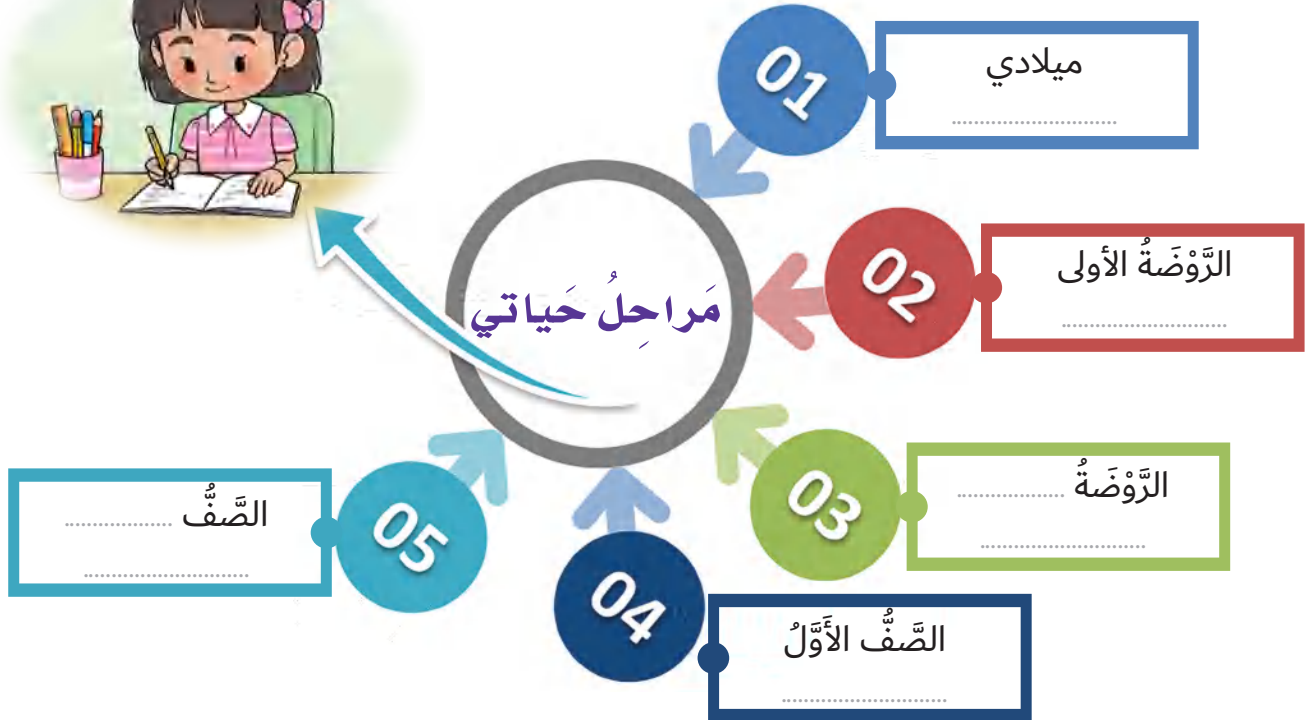 01
ميلادي
...........................
02
الرَّوْضَةُ الأولى
...........................
مَراحِلُ حَياتي
03
الرَّوْضَةُ ..................
...........................
04
الصَّفُّ الأَوَّلُ
...........................
05
الصَّفُّ ..................
...........................